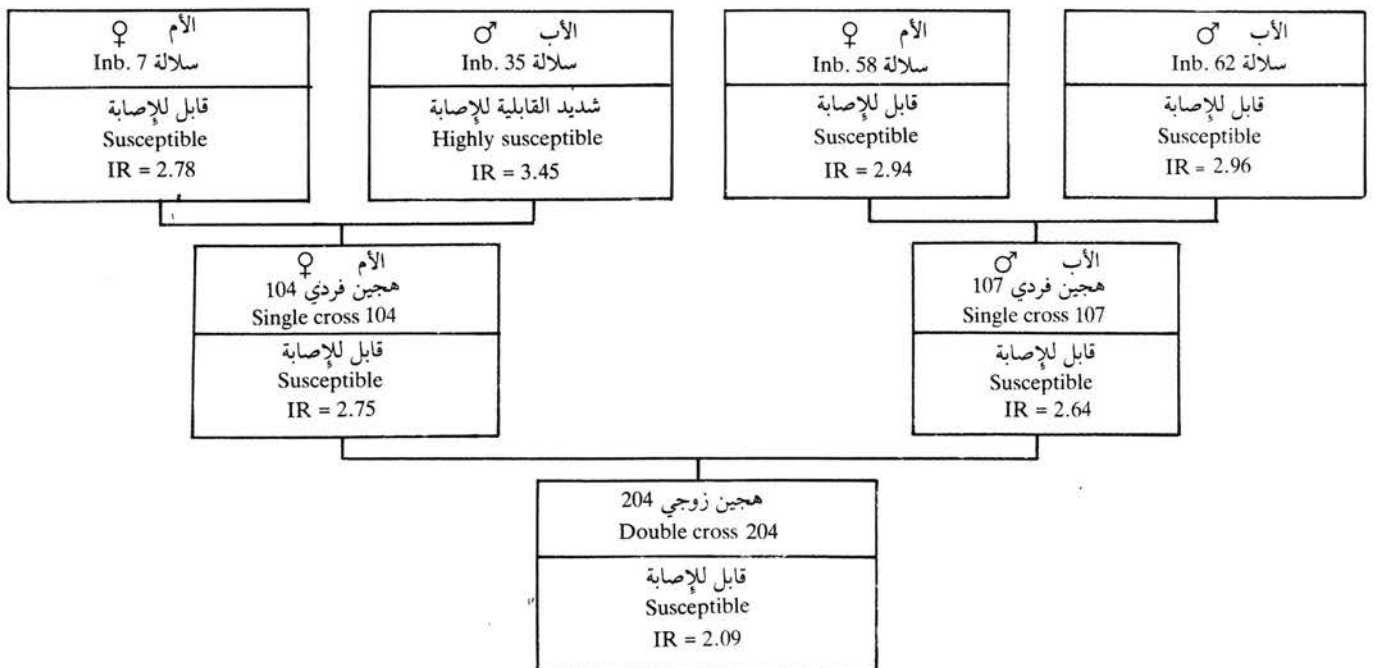 الأم ♀
سلالة Inb. 7
قابل للإصابة
Susceptible
IR = 2.78
الأب ♂
سلالة Inb. 35
شديد القابلية للإصابة
Highly susceptible
IR = 3.45
الأم ♀
سلالة Inb. 58
قابل للإصابة
Susceptible
IR = 2.94
الأب ♂
سلالة Inb. 62
قابل للإصابة
Susceptible
IR = 2.96
الأم ♀
هجين فردي 104
Single cross 104
قابل للإصابة
Susceptible
IR = 2.75
الأب ♂
هجين فردي 107
Single cross 107
قابل للإصابة
Susceptible
IR = 2.64
هجين زوجي 204
Double cross 204
قابل للإصابة
Susceptible
IR = 2.09